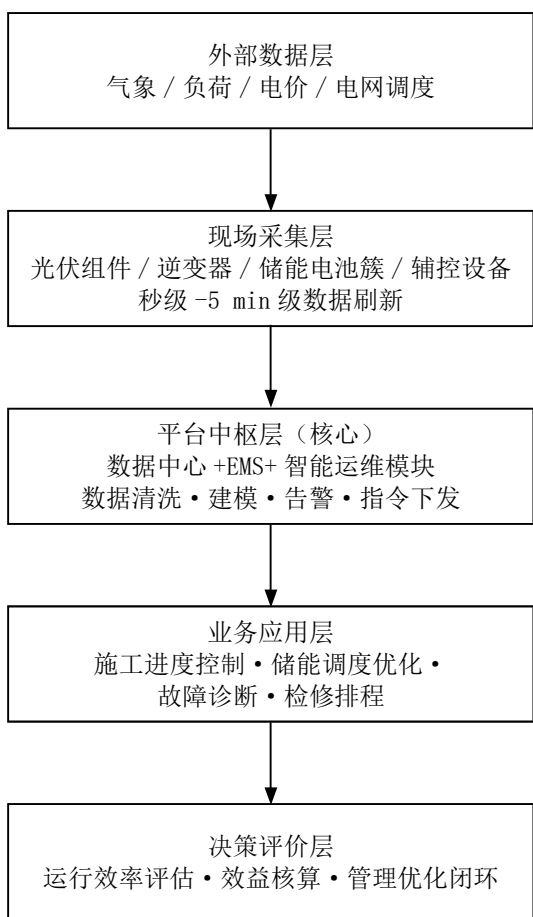 外部数据层
气象 / 负荷 / 电价 / 电网调度
现场采集层
光伏组件 / 逆变器 / 储能电池簇 / 辅控设备
秒级 -5 min 级数据刷新
平台中枢层（核心）
数据中心 +EMS+ 智能运维模块
数据清洗·建模·告警·指令下发
业务应用层
施工进度控制·储能调度优化·
故障诊断·检修排程
决策评价层
运行效率评估·效益核算·管理优化闭环